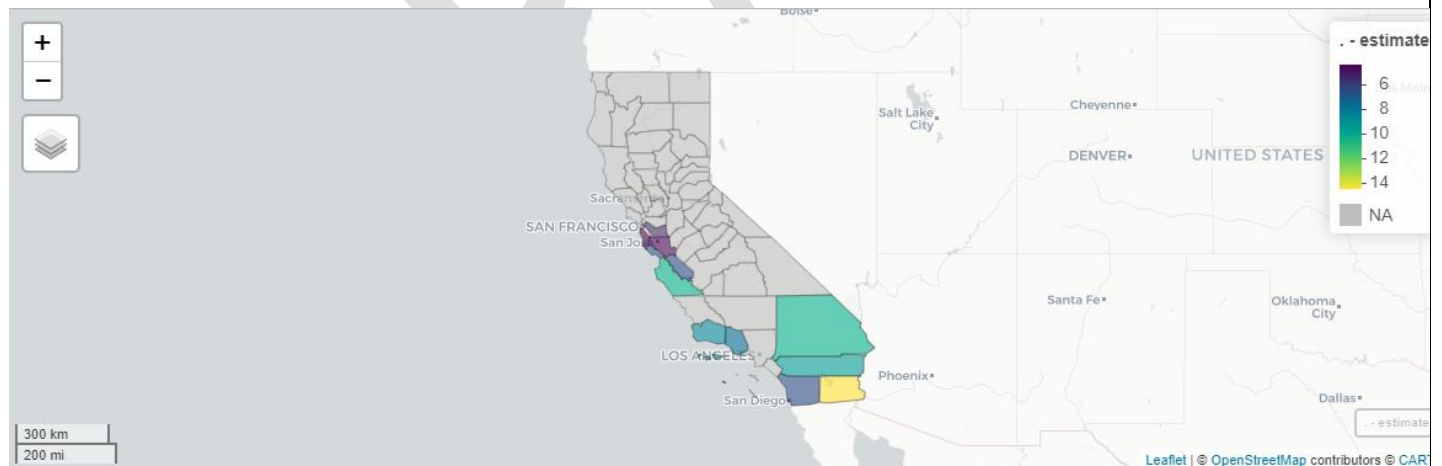 +
−
Boise
. - estimate
6
8
10
12
14
NA
Salt Lake
City
Cheyenne
DENVER
UNITED STATES
Sacramento
SAN FRANCISCO
San Jo
Santa Fe
Oklahoma
City
LOS ANGELES
Phoenix
San Diego
Dallas
. - estimate
300 km
200 mi
Leaflet | © OpenStreetMap contributors © CART